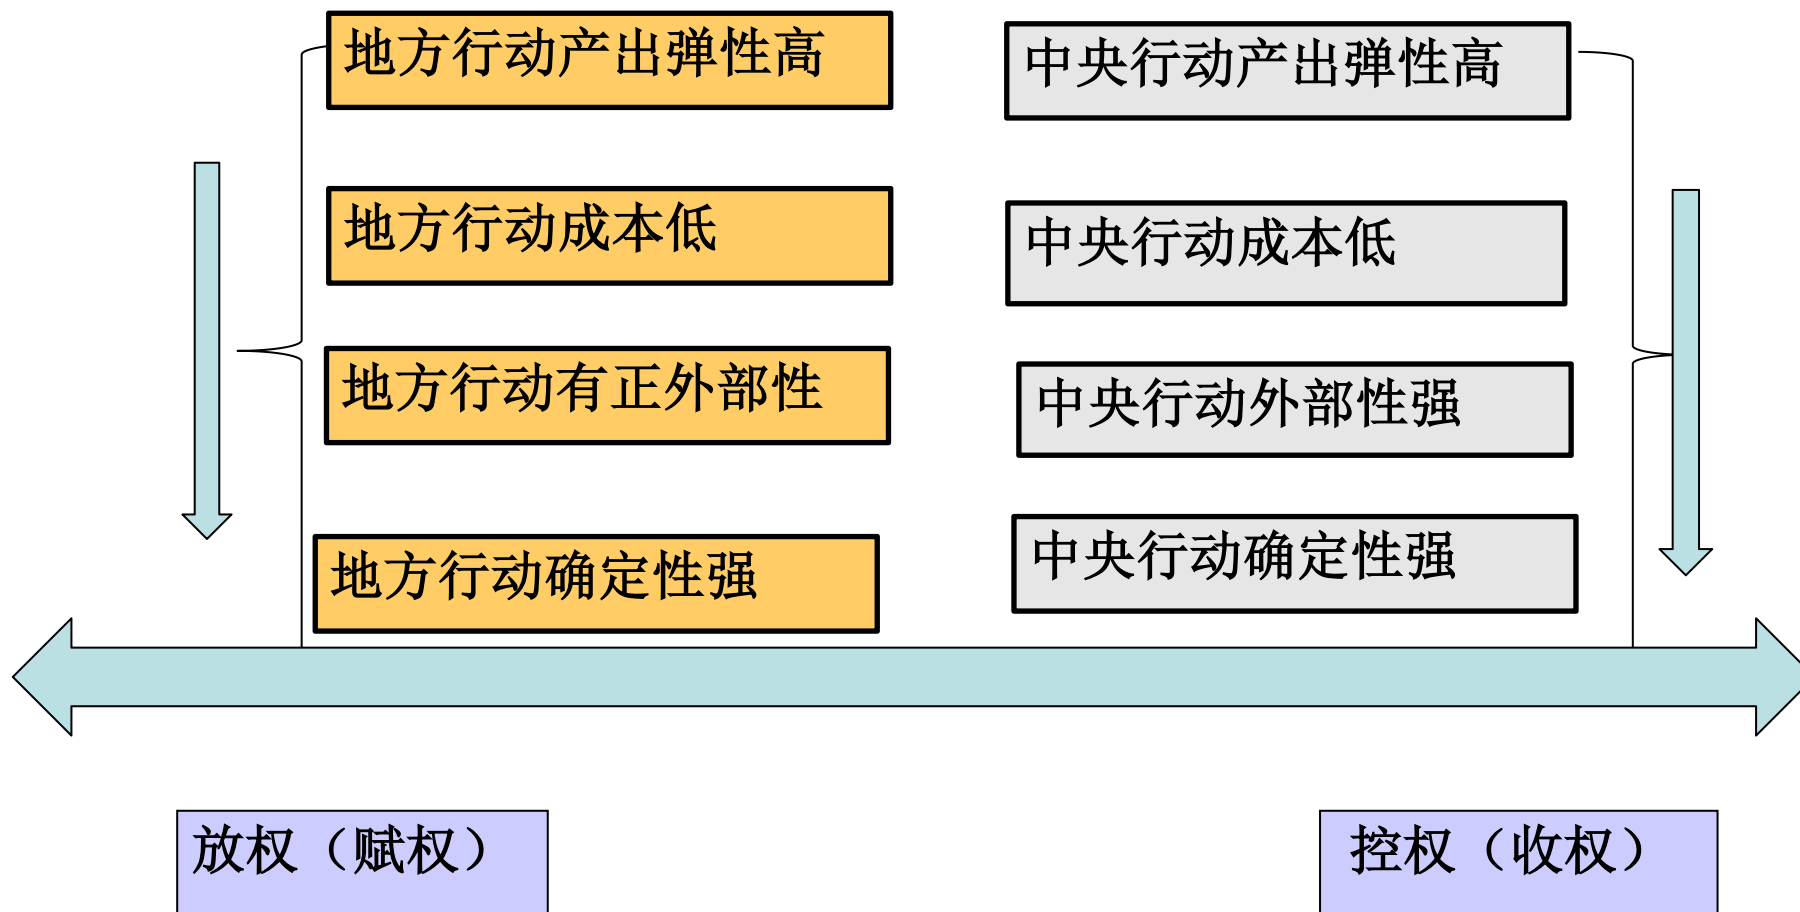 地方行动产出弹性高
中央行动产出弹性高
地方行动成本低
中央行动成本低
地方行动有正外部性
中央行动外部性强
地方行动确定性强
中央行动确定性强
放权（赋权）
控权（收权）